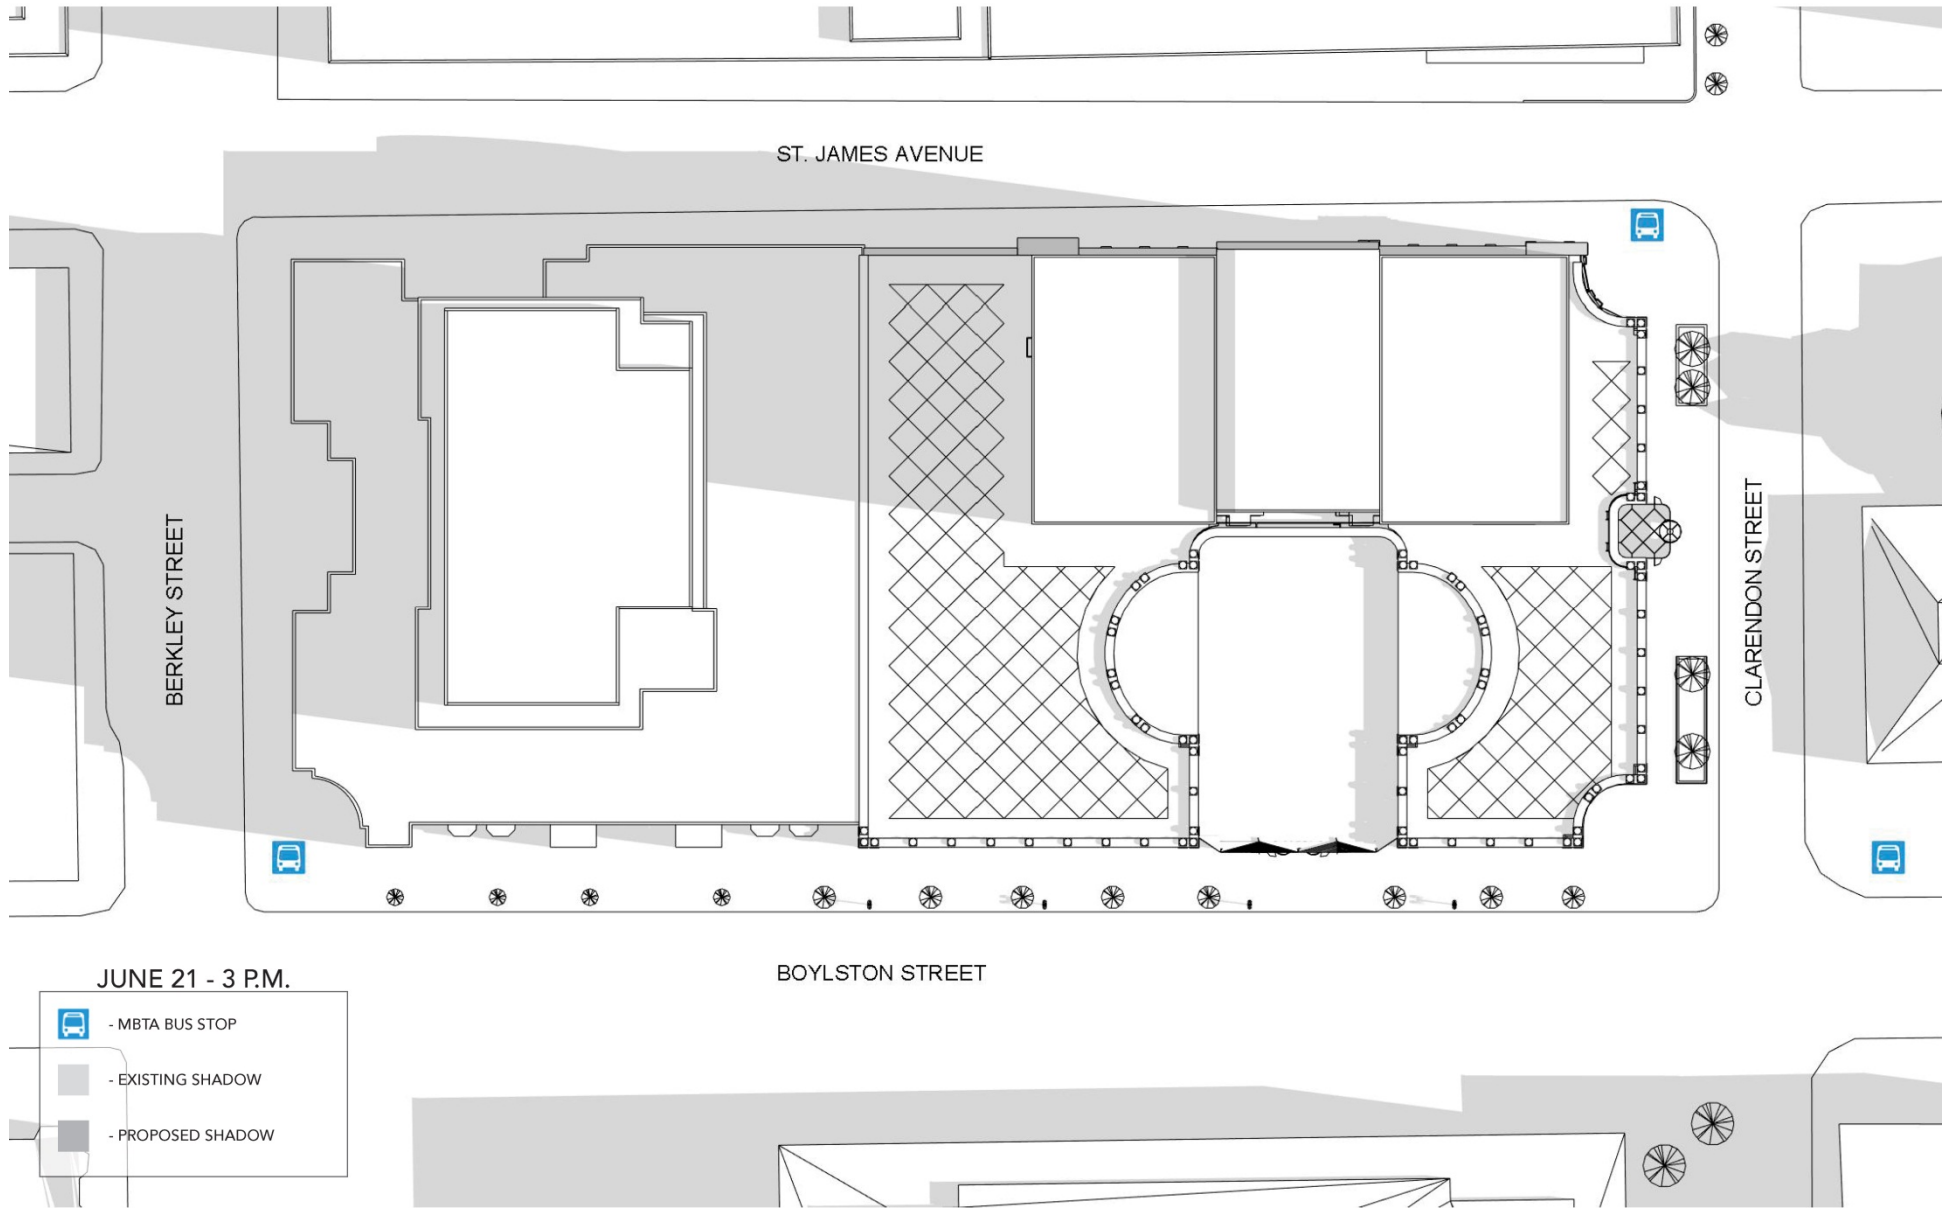 ST. JAMES AVENUE
BERKLEY STREET
CLARENDON STREET
BOYLSTON STREET
JUNE 21 - 3 P.M.
- MBTA BUS STOP
- EXISTING SHADOW
- PROPOSED SHADOW